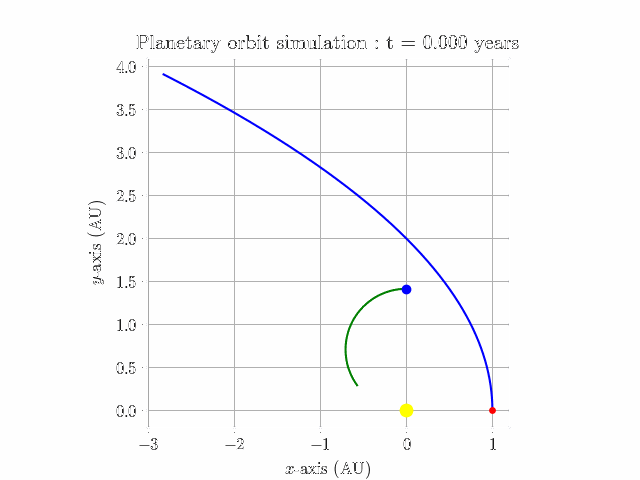 Planetary orbit simulation : t = 0.000 years
4.0
3.5
3.0
2.5
2.0
1.5
1.0
0.5
0.0
y-axis (AU)
−3 −2 −1 0 1
x-axis (AU)